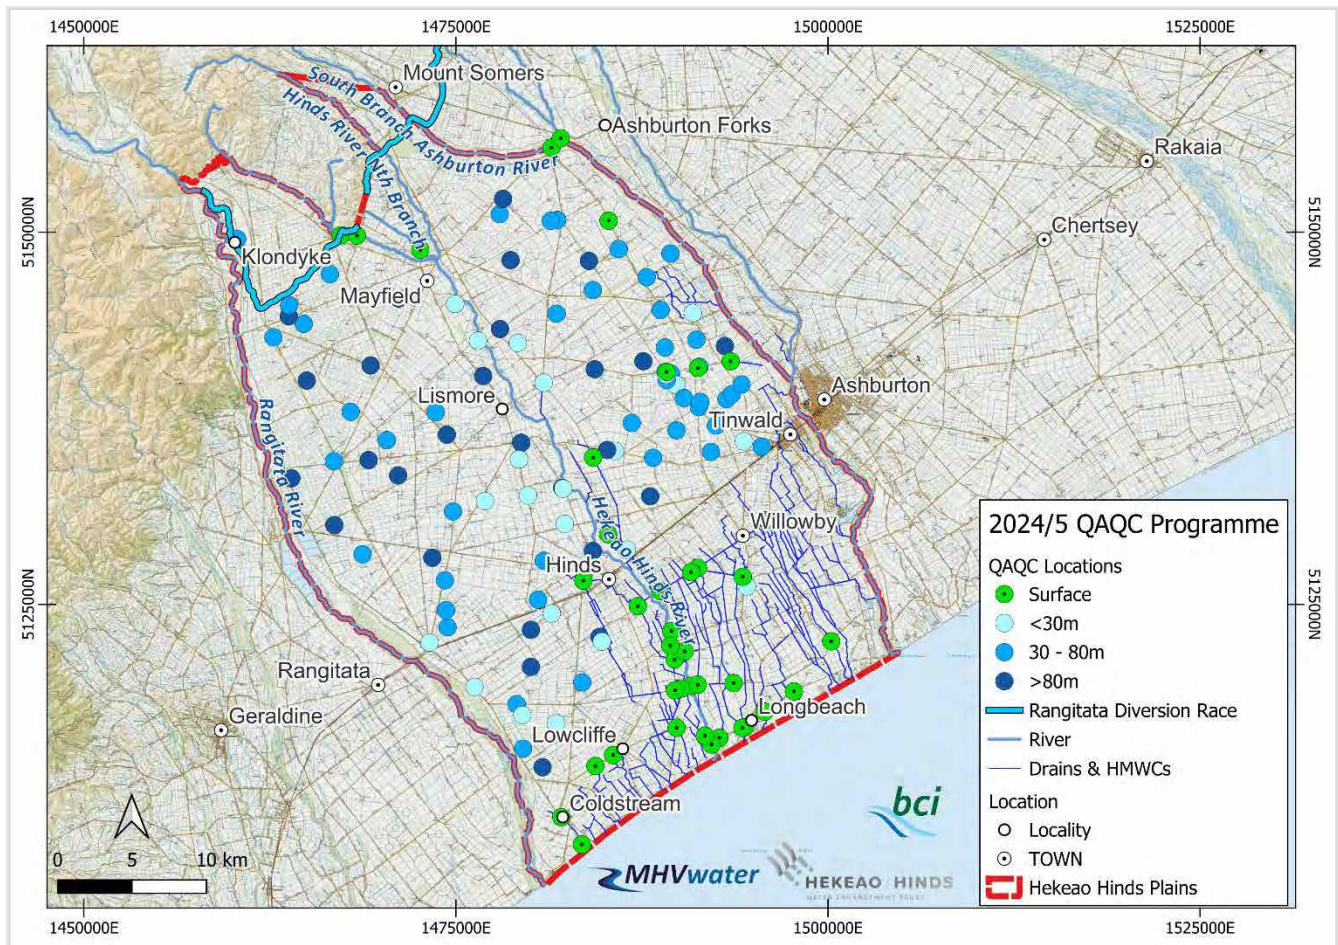 1450000E
1475000E
1500000E
1525000E
Mount Somers
South Branch Ashburton River
Hinds River Nth Branch
Ashburton Forks
Rakaia
5150000N
5150000N
Chertsey
Klondyke
Mayfield
Rangitata River
Lismore
Ashburton
Tinwald
Hekeao Hinds River
Willowby
Hinds
2024/5 QAQC Programme
QAQC Locations
Surface
<30m
30 - 80m
>80m
Rangitata Diversion Race
River
Drains & HMWCs
Location
Locality
TOWN
Hekeao Hinds Plains
5125000N
5125000N
Rangitata
Geraldine
Longbeach
Lowcliffe
Coldstream
bci
0 5 10 km
MHVwater
HEKEAO HINDS
WATER ENHANCEMENT TRUST
1450000E
1475000E
1500000E
1525000E